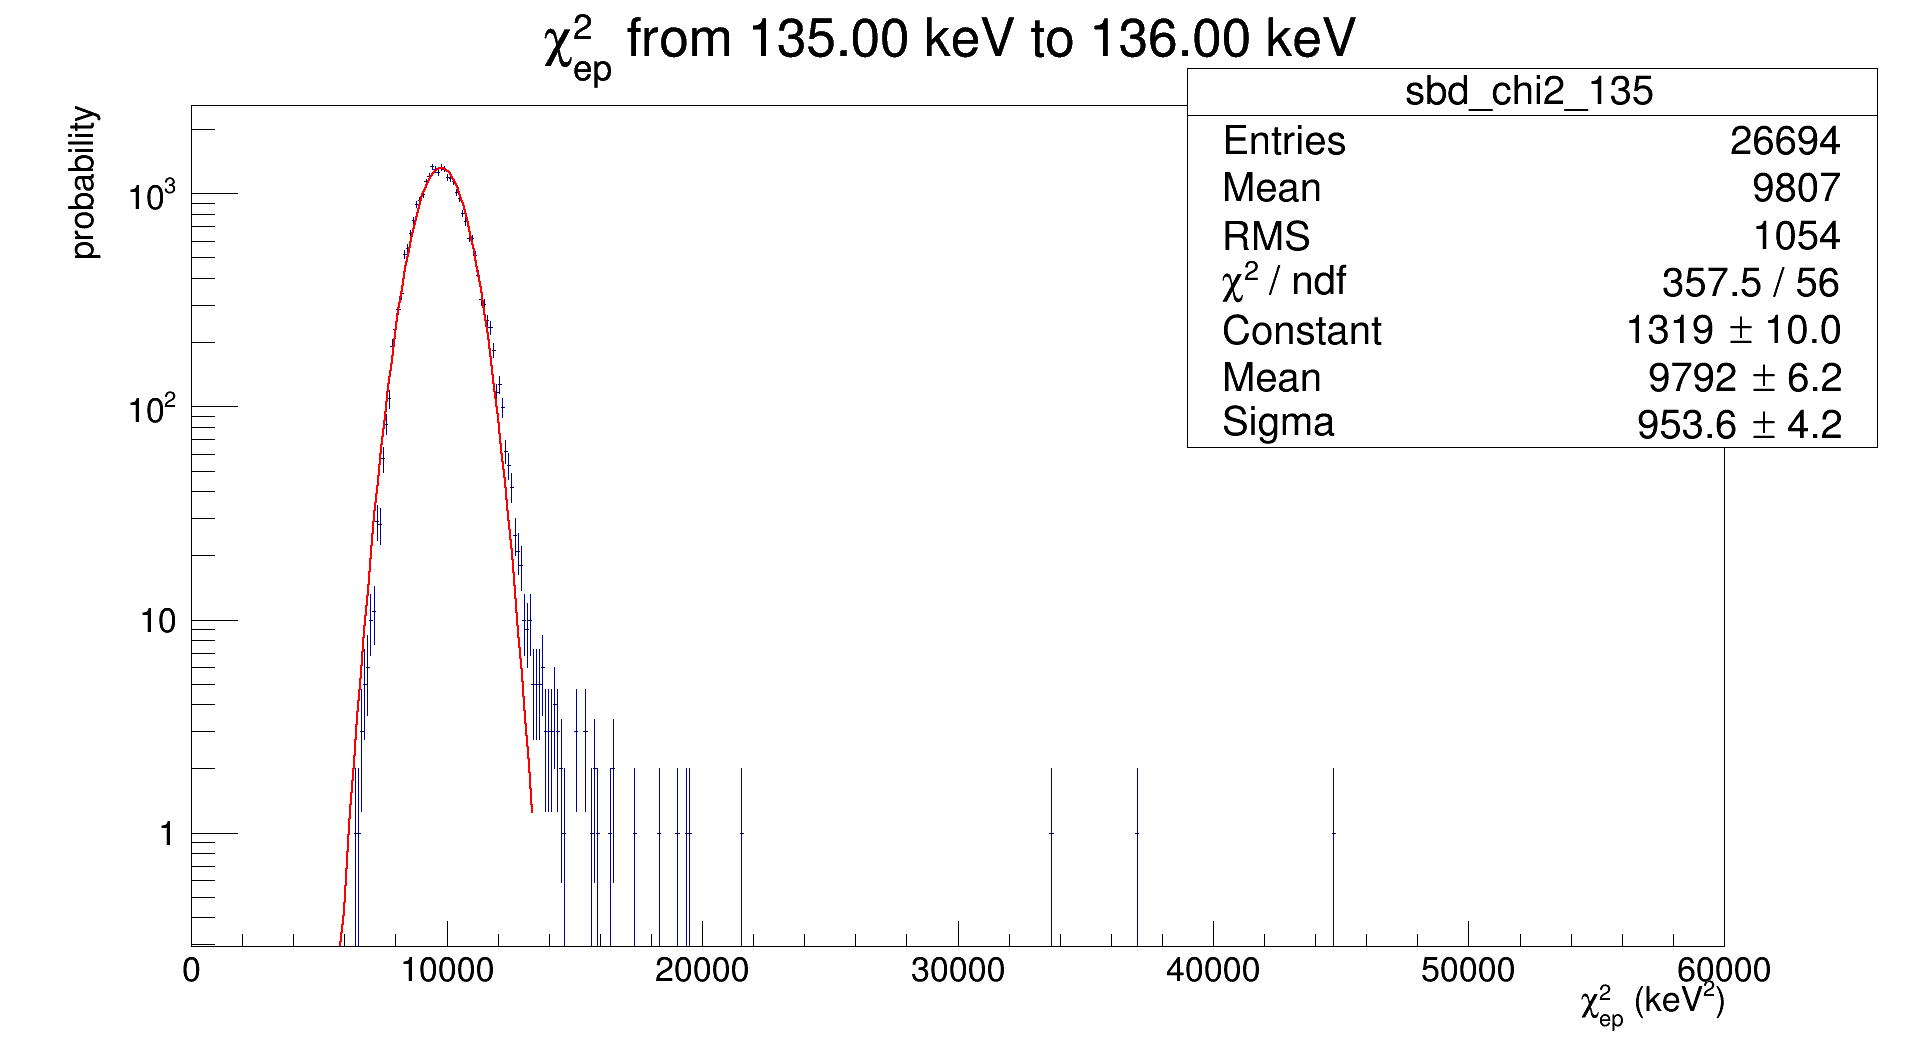 χ²ep from 135.00 keV to 136.00 keV
sbd_chi2_135
Entries 26694
Mean 9807
RMS 1054
χ² / ndf 357.5 / 56
Constant 1319 ± 10.0
Mean 9792 ± 6.2
Sigma 953.6 ± 4.2
probability
10³
10²
10
1
0 10000 20000 30000 40000 50000 60000
χ²ep (keV²)